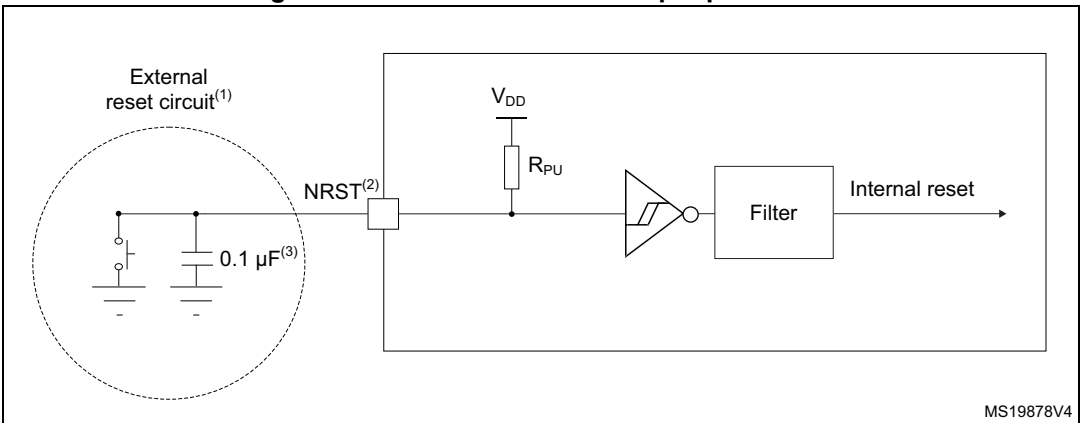 External
reset circuit(1)
VDD
RPU
NRST(2)
0.1 µF(3)
Filter
Internal reset
MS19878V4